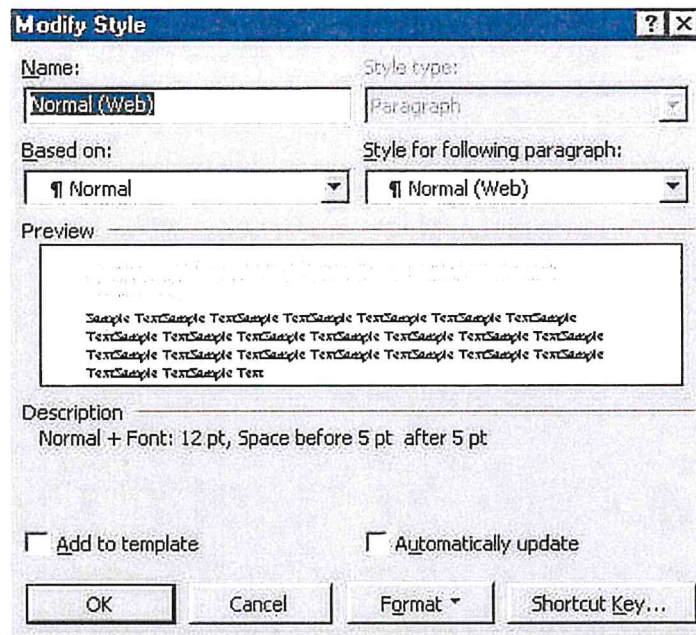 Modify Style
Name: Style type:
Normal (Web) Paragraph
Based on: Style for following paragraph:
¶ Normal ¶ Normal (Web)
Preview
Sample TextSample TextSample TextSample TextSample TextSample
TextSample TextSample TextSample TextSample TextSample TextSample
TextSample TextSample TextSample TextSample TextSample TextSample
TextSample TextSample Text
Description
Normal + Font: 12 pt, Space before 5 pt after 5 pt
Add to template Automatically update
OK Cancel Format Shortcut Key...